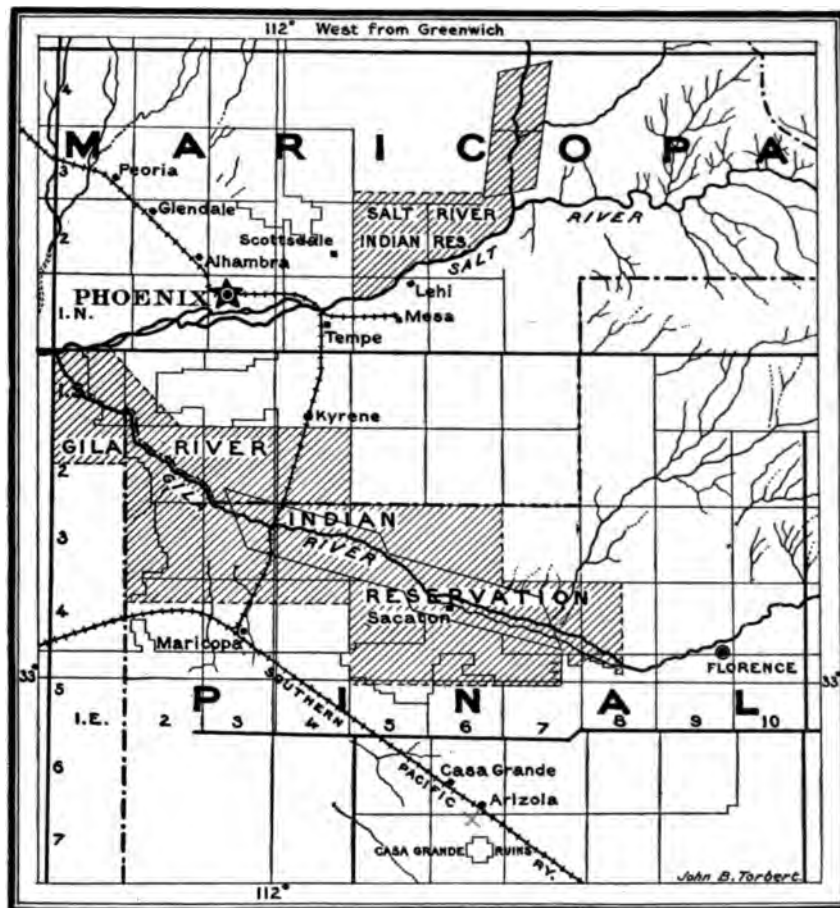 112° West from Greenwich
4
MARICOPA
3
Peoria
Glendale
SALT RIVER
INDIAN RES.
RIVER
2
Scottsdale
Alhambra
SALT
PHOENIX
Lehi
1.N.
Mesa
Tempe
1.S.
Kyrene
GILA RIVER
2
GILA
INDIAN
3
RIVER
RESERVATION
4
Sacaton
Maricopa
FLORENCE
33°
33°
5
PINAL
SOUTHERN
1.E. 2 3 4 5 6 7 8 9 10
6
Casa Grande
PACIFIC
Arizola
7
CASA GRANDE RUINS
RY.
John B. Torbert.
112°